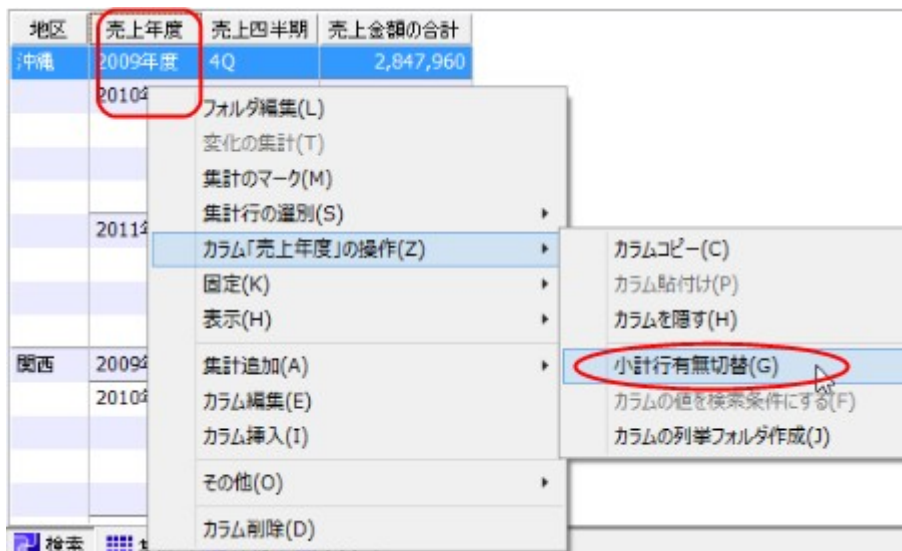 地区 売上年度 売上四半期 売上金額の合計
沖縄 2009年度 4Q 2,847,960
2010
フォルダ編集(L)
変化の集計(T)
集計のマーク(M)
集計行の選別(S)
2011
カラム「売上年度」の操作(Z)
カラムコピー(C)
固定(K)
カラム貼付け(P)
表示(H)
カラムを隠す(H)
関西 2009
集計追加(A)
小計行有無切替(G)
2010
カラム編集(E)
カラムの値を検索条件にする(F)
カラム挿入(I)
カラムの列挙フォルダ作成(J)
その他(O)
カラム削除(D)
検索